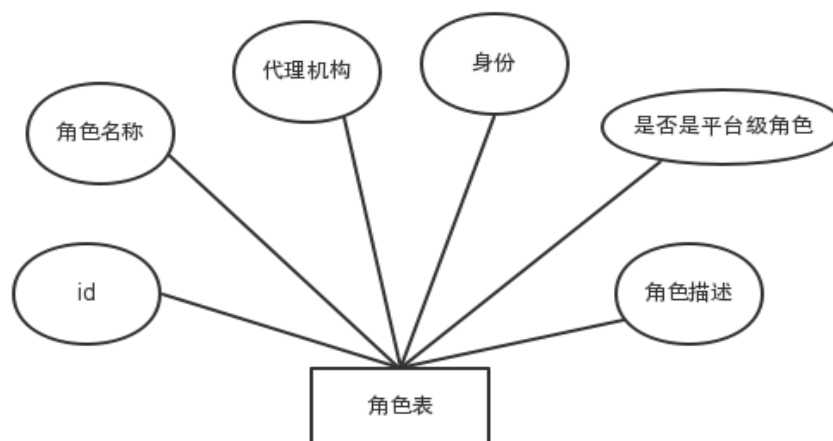 代理机构
身份
角色名称
是否是平台级角色
id
角色描述
角色表